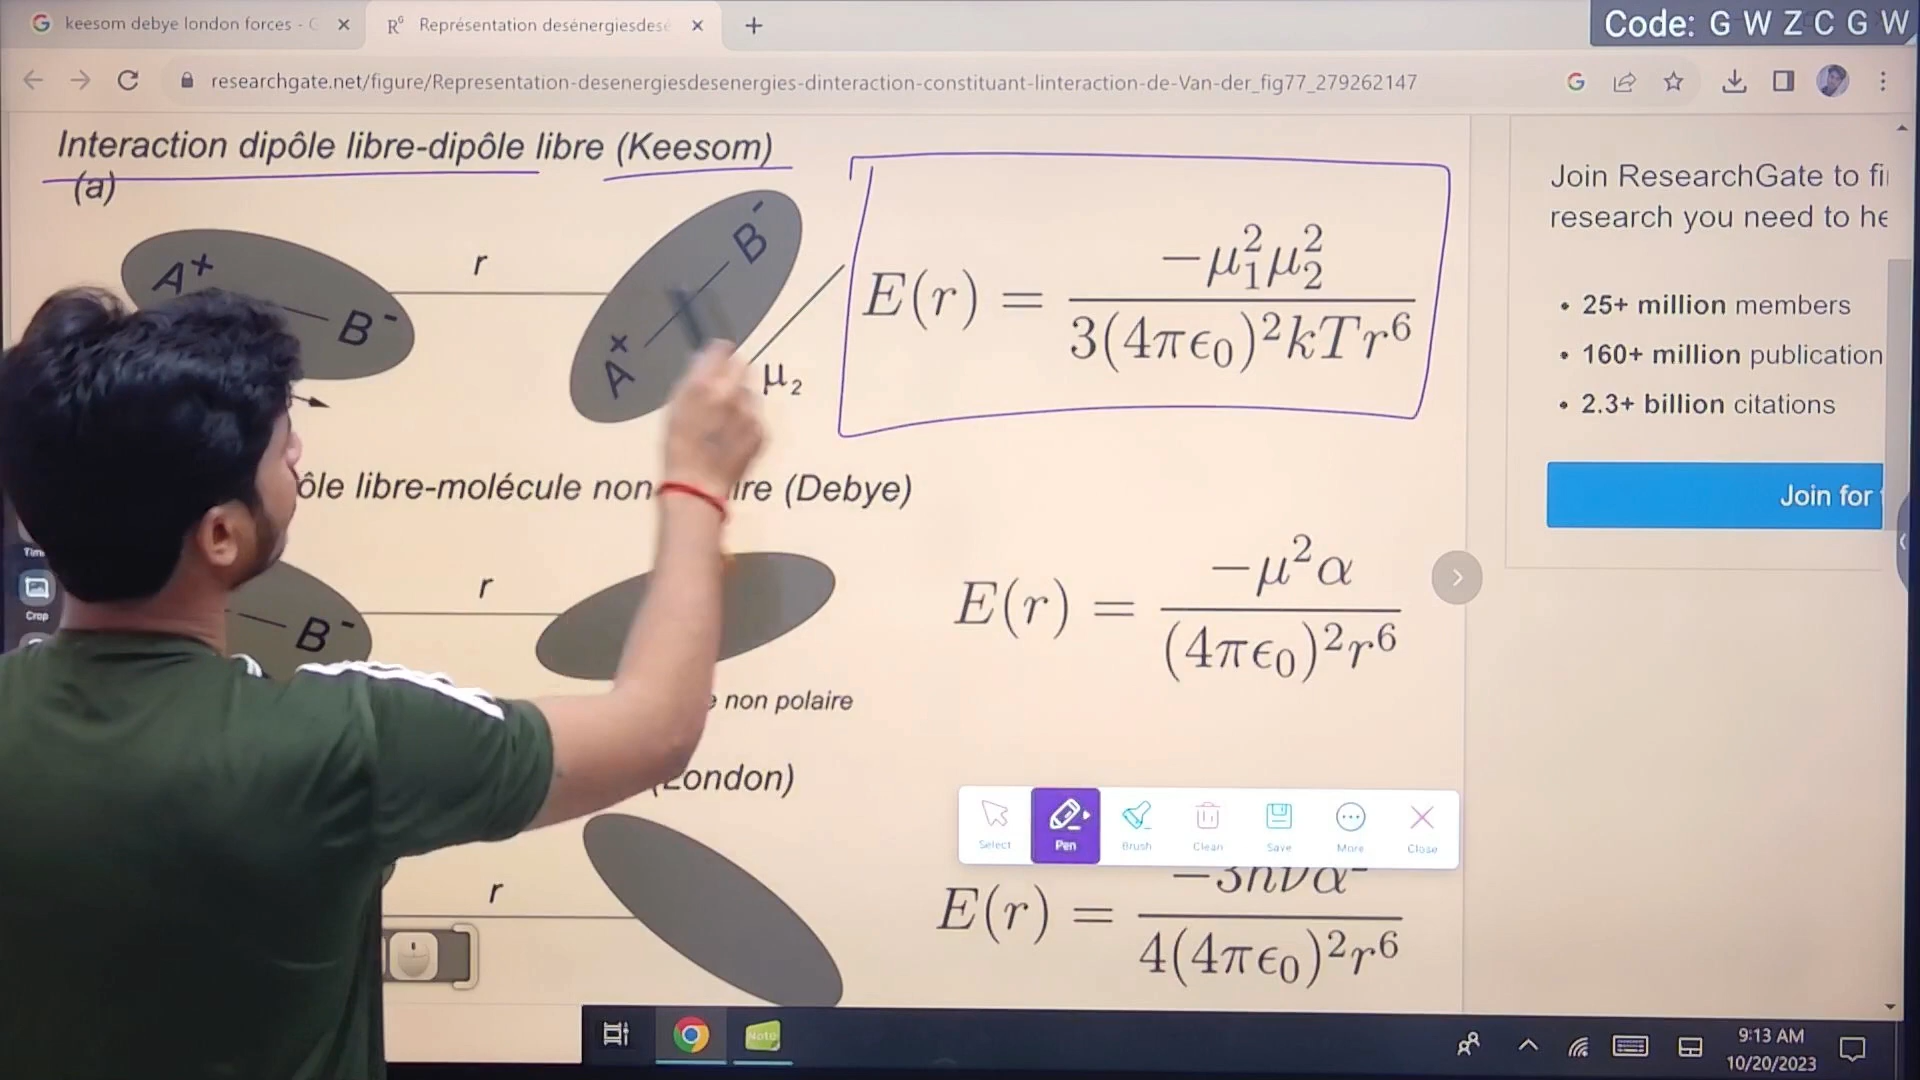 keesom debye london forces -
Représentation desénergiesdes
Code: G W Z C G W
researchgate.net/figure/Representation-desenergiesdesenergies-dinteraction-constituant-linteraction-de-Van-der_fig77_279262147
Interaction dipôle libre-dipôle libre (Keesom)
(a)
A⁺
B⁻
r
A⁺
B⁻
μ₂
E(r) = −μ₁²μ₂² / 3(4πϵ₀)²kTr⁶
ôle libre-molécule non (Debye)
B⁻
r
non polaire
E(r) = −μ²α / (4πϵ₀)²r⁶
London)
r
E(r) = −3hνα² / 4(4πϵ₀)²r⁶
Join ResearchGate to fi
research you need to he
• 25+ million members
• 160+ million publication
• 2.3+ billion citations
Join for
Crop
Select
Pen
Brush
Clean
Save
More
Close
Note
9:13 AM
10/20/2023